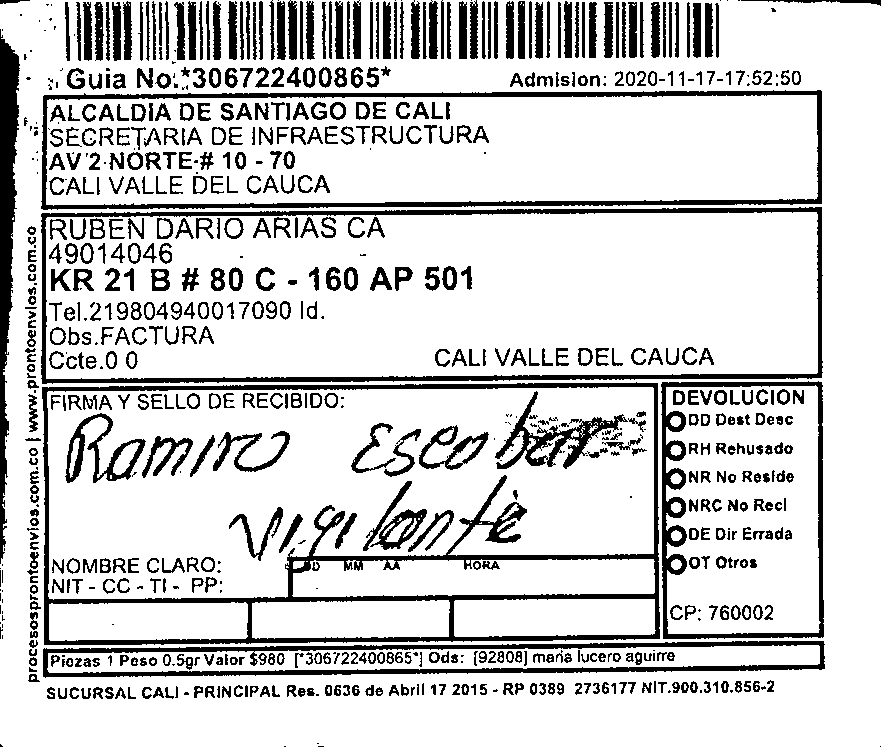 Guia No.:*306722400865*
Admision: 2020-11-17-17:52:50
ALCALDIA DE SANTIAGO DE CALI
SECRETARIA DE INFRAESTRUCTURA
AV 2 NORTE # 10 - 70
CALI VALLE DEL CAUCA
RUBEN DARIO ARIAS CA
49014046
KR 21 B # 80 C - 160 AP 501
Tel.219804940017090 Id.
Obs.FACTURA
Ccte.0 0
CALI VALLE DEL CAUCA
FIRMA Y SELLO DE RECIBIDO:
Ramiro Escobar
Vigilante
NOMBRE CLARO:
NIT - CC - TI - PP:
DD MM AA HORA
DEVOLUCION
DD Dest Desc
RH Rehusado
NR No Reside
NRC No Recl
DE Dir Errada
OT Otros
CP: 760002
Piezas 1 Peso 0.5gr Valor $980 [*306722400865*] Ods: [92808] maria lucero aguirre
SUCURSAL CALI - PRINCIPAL Res. 0636 de Abril 17 2015 - RP 0389 2736177 NIT.900.310.856-2
procesosprontoenvios.com.co | www.prontoenvios.com.co